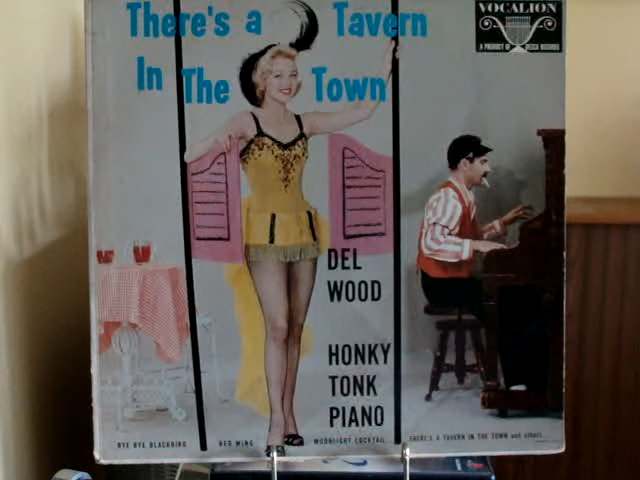 There's a Tavern
In The Town
VOCALION
A PRODUCT OF DECCA RECORDS
DEL
WOOD
HONKY
TONK
PIANO
BYE BYE BLACKBIRD
RED WING
MOONLIGHT COCKTAIL
THERE'S A TAVERN IN THE TOWN and others